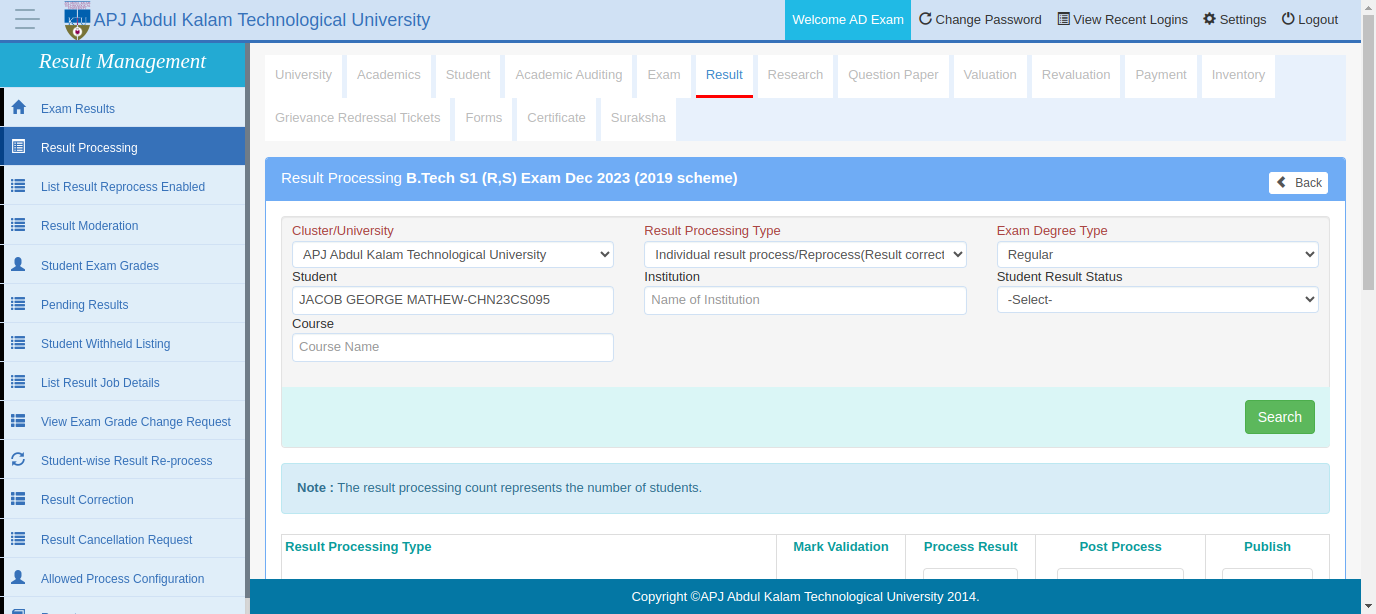 APJ Abdul Kalam Technological University
Welcome AD Exam Change Password View Recent Logins Settings Logout
Result Management
Exam Results
Result Processing
List Result Reprocess Enabled
Result Moderation
Student Exam Grades
Pending Results
Student Withheld Listing
List Result Job Details
View Exam Grade Change Request
Student-wise Result Re-process
Result Correction
Result Cancellation Request
Allowed Process Configuration
University Academics Student Academic Auditing Exam Result Research Question Paper Valuation Revaluation Payment Inventory
Grievance Redressal Tickets Forms Certificate Suraksha
Result Processing B.Tech S1 (R,S) Exam Dec 2023 (2019 scheme)
Back
Cluster/University Result Processing Type Exam Degree Type
APJ Abdul Kalam Technological University Individual result process/Reprocess(Result correct Regular
Student Institution Student Result Status
JACOB GEORGE MATHEW-CHN23CS095 Name of Institution -Select-
Course
Course Name
Search
Note : The result processing count represents the number of students.
Result Processing Type Mark Validation Process Result Post Process Publish
Copyright ©APJ Abdul Kalam Technological University 2014.